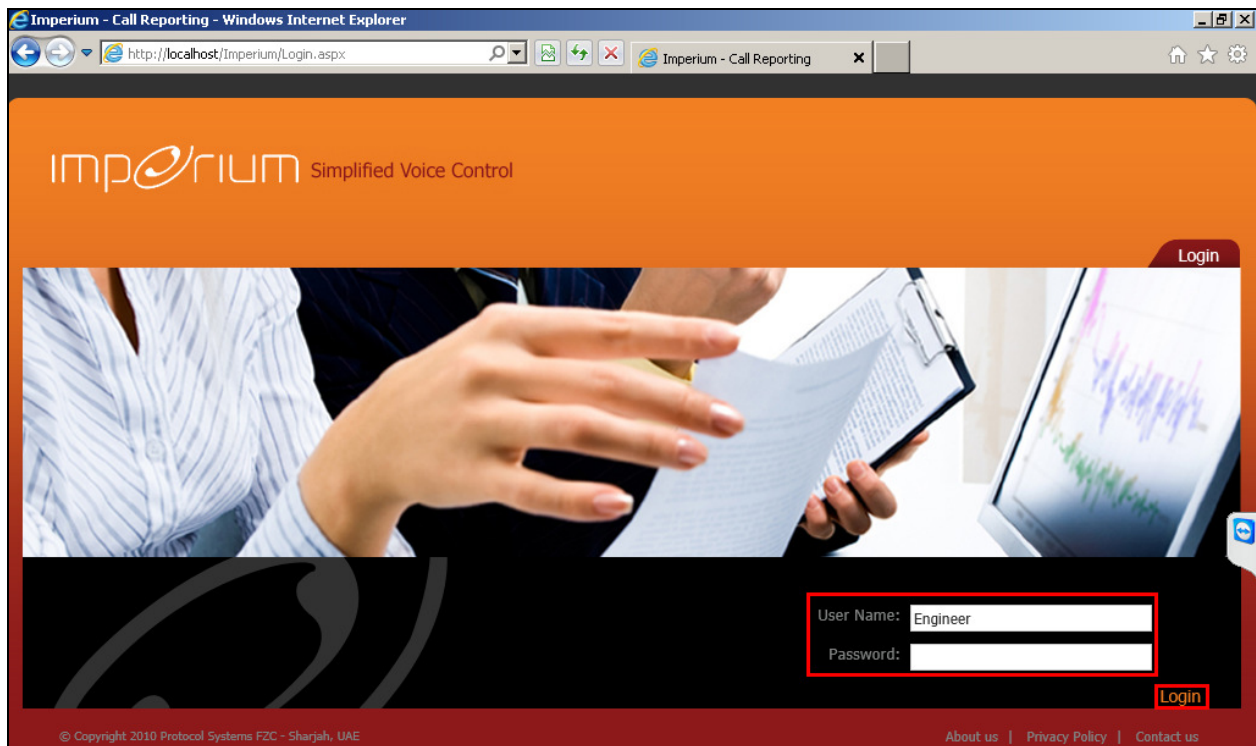 Imperium - Call Reporting - Windows Internet Explorer
http://localhost/Imperium/Login.aspx
Imperium - Call Reporting
Imperium Simplified Voice Control
Login
User Name: Engineer
Password:
Login
© Copyright 2010 Protocol Systems FZC - Sharjah, UAE
About us | Privacy Policy | Contact us